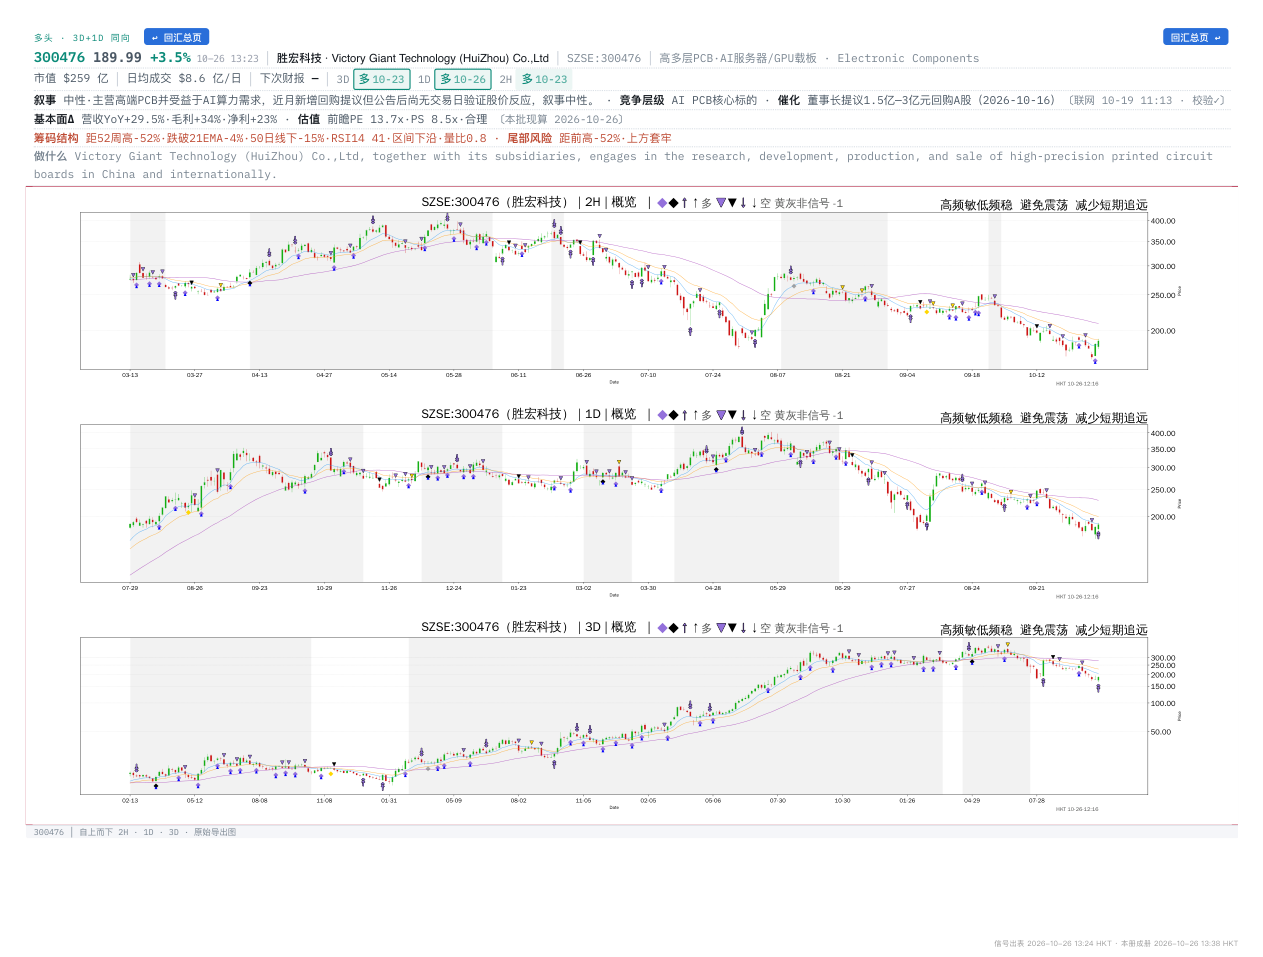 多头 · 3D+1D 同向 ↩ 回汇总页 回汇总页 ↩
300476 189.99 +3.5% 10-26 13:23 | 胜宏科技 · Victory Giant Technology (HuiZhou) Co.,Ltd | SZSE:300476 | 高多层PCB·AI服务器/GPU载板 · Electronic Components
市值 $259 亿 | 日均成交 $8.6 亿/日 | 下次财报 — | 3D 多 10-23 1D 多 10-26 2H 多 10-23
叙事 中性·主营高端PCB并受益于AI算力需求，近月新增回购提议但公告后尚无交易日验证股价反应，叙事中性。 · 竞争层级 AI PCB核心标的 · 催化 董事长提议1.5亿—3亿元回购A股 (2026-10-16) 〔联网 10-19 11:13 · 校验✓〕
基本面Δ 营收YoY+29.5%·毛利+34%·净利+23% · 估值 前瞻PE 13.7x·PS 8.5x·合理 〔本批现算 2026-10-26〕
筹码结构 距52周高-52%·跌破21EMA-4%·50日线下-15%·RSI14 41·区间下沿·量比0.8 · 尾部风险 距前高-52%·上方套牢
做什么 Victory Giant Technology (HuiZhou) Co.,Ltd, together with its subsidiaries, engages in the research, development, production, and sale of high-precision printed circuit
boards in China and internationally.
SZSE:300476（胜宏科技）| 2H | 概览 | ◆◆↑↑多▼▼↓↓空 黄灰非信号 -1 高频敏低频稳 避免震荡 减少短期追远
400.00
350.00
300.00
250.00
200.00
Price
03-13 03-27 04-13 04-27 05-14 05-28 06-11 06-26 07-10 07-24 08-07 08-21 09-04 09-18 10-12
Date
HKT 10-26-12:16
SZSE:300476（胜宏科技）| 1D | 概览 | ◆◆↑↑多▼▼↓↓空 黄灰非信号 -1 高频敏低频稳 避免震荡 减少短期追远
400.00
350.00
300.00
250.00
200.00
Price
07-29 08-26 09-23 10-29 11-26 12-24 01-23 03-02 03-30 04-28 05-29 06-29 07-27 08-24 09-21
Date
HKT 10-26-12:16
SZSE:300476（胜宏科技）| 3D | 概览 | ◆◆↑↑多▼▼↓↓空 黄灰非信号 -1 高频敏低频稳 避免震荡 减少短期追远
300.00
250.00
200.00
150.00
100.00
50.00
Price
02-13 05-12 08-08 11-08 01-31 05-09 08-02 11-05 02-05 05-06 07-30 10-30 01-26 04-29 07-28
Date
HKT 10-26-12:16
300476 | 自上而下 2H · 1D · 3D · 原始导出图
信号出表 2026-10-26 13:24 HKT · 本册成册 2026-10-26 13:38 HKT